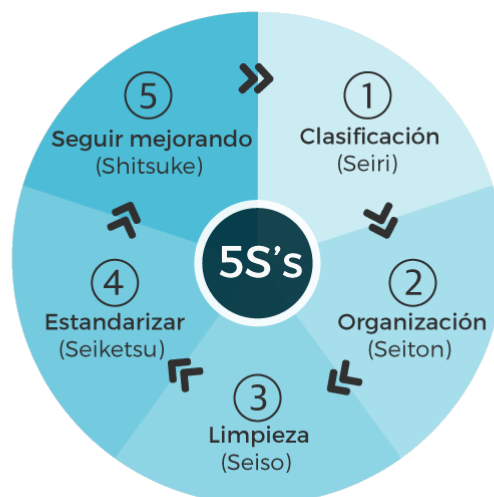 5S's
1
Clasificación
(Seiri)
2
Organización
(Seiton)
3
Limpieza
(Seiso)
4
Estandarizar
(Seiketsu)
5
Seguir mejorando
(Shitsuke)